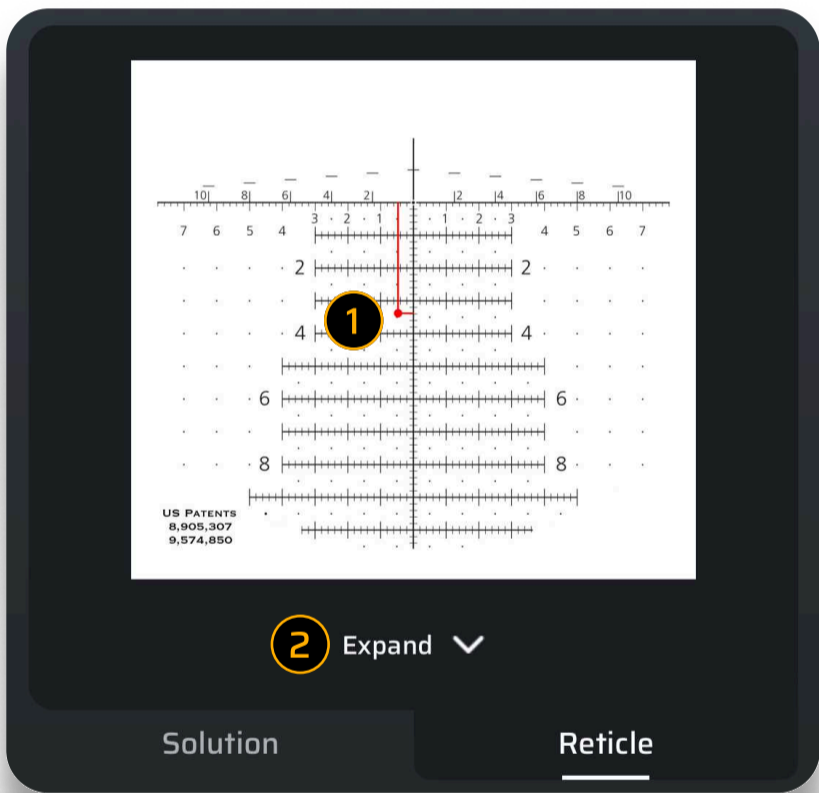 10 8 6 4 2 2 4 6 8 10
3 2 1 1 2 3
7 6 5 4 4 5 6 7
2 2
1
4 4
6 6
8 8
US PATENTS
8,905,307
9,574,850
2 Expand
Solution Reticle